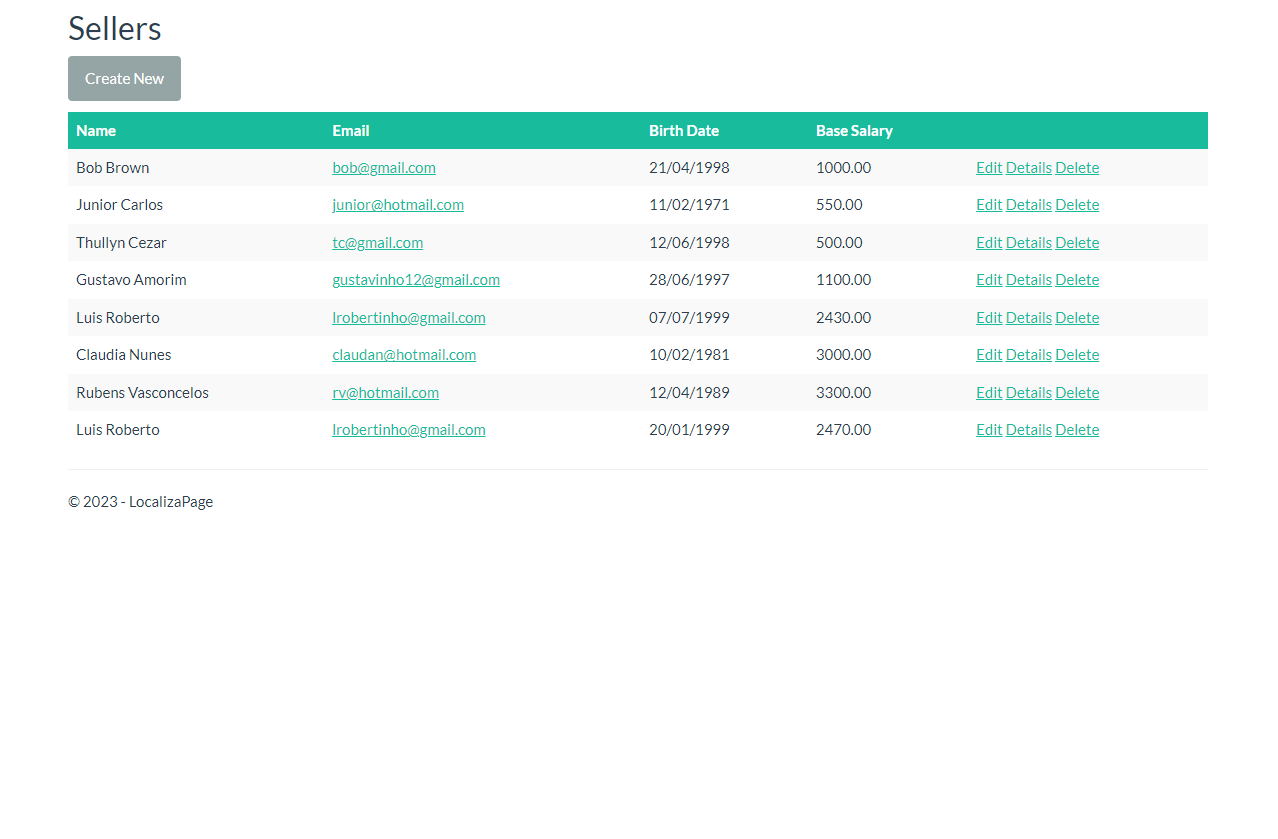 Sellers
Create New
Name Email Birth Date Base Salary
Bob Brown bob@gmail.com 21/04/1998 1000.00 Edit Details Delete
Junior Carlos junior@hotmail.com 11/02/1971 550.00 Edit Details Delete
Thullyn Cezar tc@gmail.com 12/06/1998 500.00 Edit Details Delete
Gustavo Amorim gustavinho12@gmail.com 28/06/1997 1100.00 Edit Details Delete
Luis Roberto lrobertinho@gmail.com 07/07/1999 2430.00 Edit Details Delete
Claudia Nunes claudan@hotmail.com 10/02/1981 3000.00 Edit Details Delete
Rubens Vasconcelos rv@hotmail.com 12/04/1989 3300.00 Edit Details Delete
Luis Roberto lrobertinho@gmail.com 20/01/1999 2470.00 Edit Details Delete
© 2023 - LocalizaPage